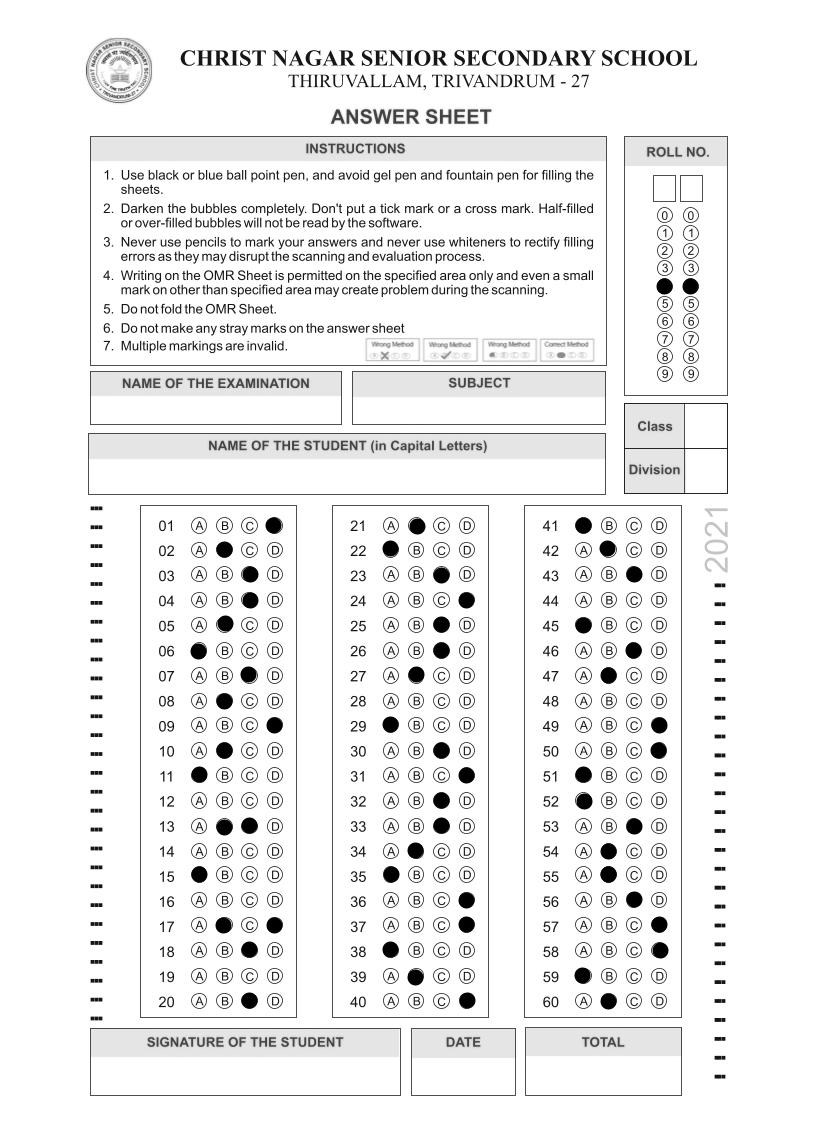 CHRIST NAGAR SENIOR SECONDARY SCHOOL
THIRUVALLAM, TRIVANDRUM - 27
ANSWER SHEET
INSTRUCTIONS
1. Use black or blue ball point pen, and avoid gel pen and fountain pen for filling the
sheets.
2. Darken the bubbles completely. Don't put a tick mark or a cross mark. Half-filled
or over-filled bubbles will not be read by the software.
3. Never use pencils to mark your answers and never use whiteners to rectify filling
errors as they may disrupt the scanning and evaluation process.
4. Writing on the OMR Sheet is permitted on the specified area only and even a small
mark on other than specified area may create problem during the scanning.
5. Do not fold the OMR Sheet.
6. Do not make any stray marks on the answer sheet
7. Multiple markings are invalid.
Wrong Method Wrong Method Wrong Method Correct Method
ROLL NO.
0 0
1 1
2 2
3 3
5 5
6 6
7 7
8 8
9 9
NAME OF THE EXAMINATION
SUBJECT
Class
Division
NAME OF THE STUDENT (in Capital Letters)
2021
01 A B C
02 A C D
03 A B D
04 A B D
05 A C D
06 B C D
07 A B D
08 A C D
09 A B C
10 A C D
11 B C D
12 A B C D
13 A D
14 A B C D
15 B C D
16 A B C D
17 A C
18 A B D
19 A B C D
20 A B D
21 A C D
22 B C D
23 A B D
24 A B C
25 A B D
26 A B D
27 A C D
28 A B C D
29 B C D
30 A B D
31 A B C
32 A B D
33 A B D
34 A C D
35 B C D
36 A B C
37 A B C
38 B C D
39 A C D
40 A B C
41 B C D
42 A C D
43 A B D
44 A B C D
45 B C D
46 A B D
47 A C D
48 A B C D
49 A B C
50 A B C
51 B C D
52 B C D
53 A B D
54 A C D
55 A C D
56 A B D
57 A B C
58 A B C
59 B C D
60 A C D
SIGNATURE OF THE STUDENT
DATE
TOTAL